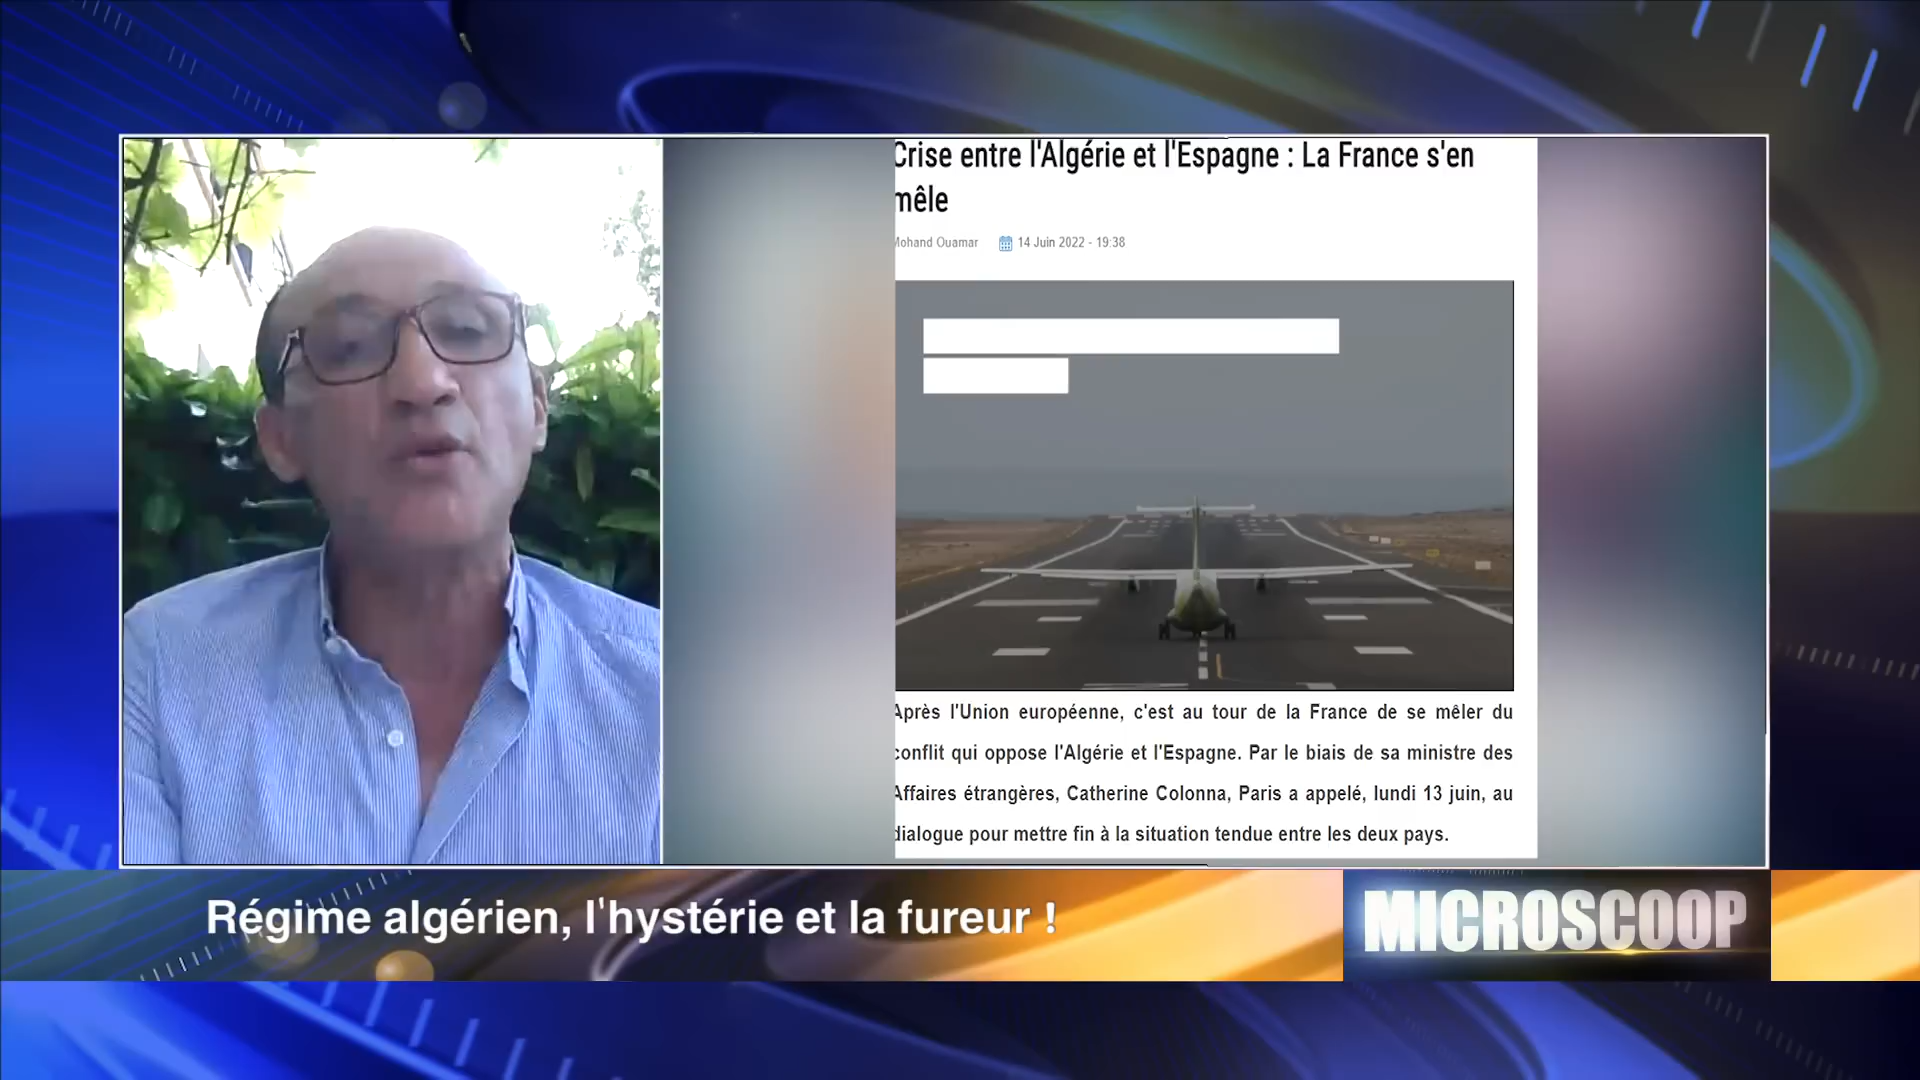 Crise entre l'Algérie et l'Espagne : La France s'en
mêle
Mohand Ouamar 14 Juin 2022 - 19:38
Après l'Union européenne, c'est au tour de la France de se mêler du
conflit qui oppose l'Algérie et l'Espagne. Par le biais de sa ministre des
Affaires étrangères, Catherine Colonna, Paris a appelé, lundi 13 juin, au
dialogue pour mettre fin à la situation tendue entre les deux pays.
Régime algérien, l'hystérie et la fureur !
MICROSCOOP